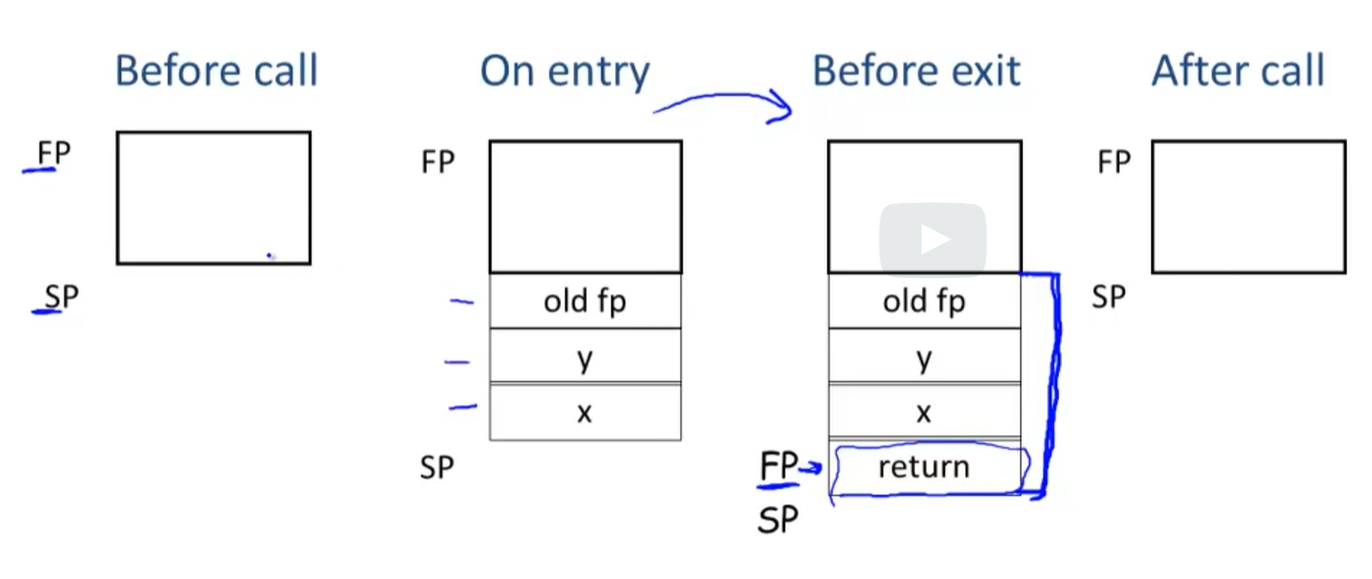 Before call
On entry
Before exit
After call
FP
FP
FP
SP
old fp
old fp
SP
y
y
x
x
SP
FP
return
return
SP